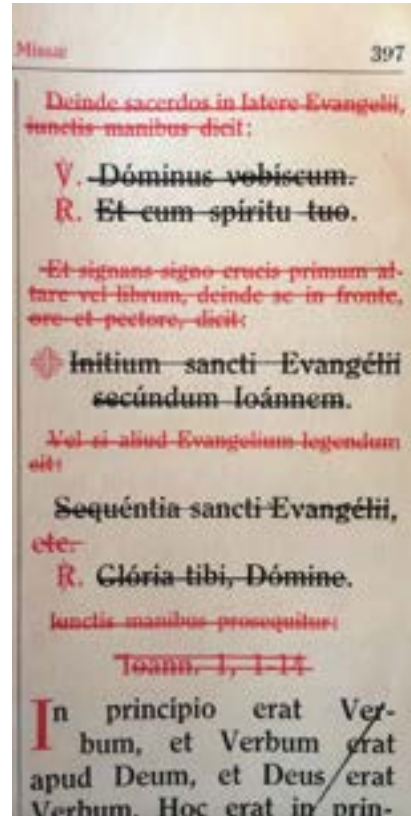 Missæ 397
Deinde sacerdos in latere Evangelii,
iunctis manibus dicit:
℣. Dóminus vobíscum.
℟. Et cum spíritu tuo.
Et signans signo crucis primum al-
tare vel librum, deinde se in fronte,
ore et pectore, dicit:
✠ Inítium sancti Evangélii
secúndum Ioánnem.
Vel si aliud Evangelium legendum
sit:
Sequéntia sancti Evangélii,
etc.
℟. Glória tibi, Dómine.
Iunctis manibus prosequitur:
Ioann. 1, 1-14
In princípio erat Ver-
bum, et Verbum erat
apud Deum, et Deus erat
Verbum. Hoc erat in prin-